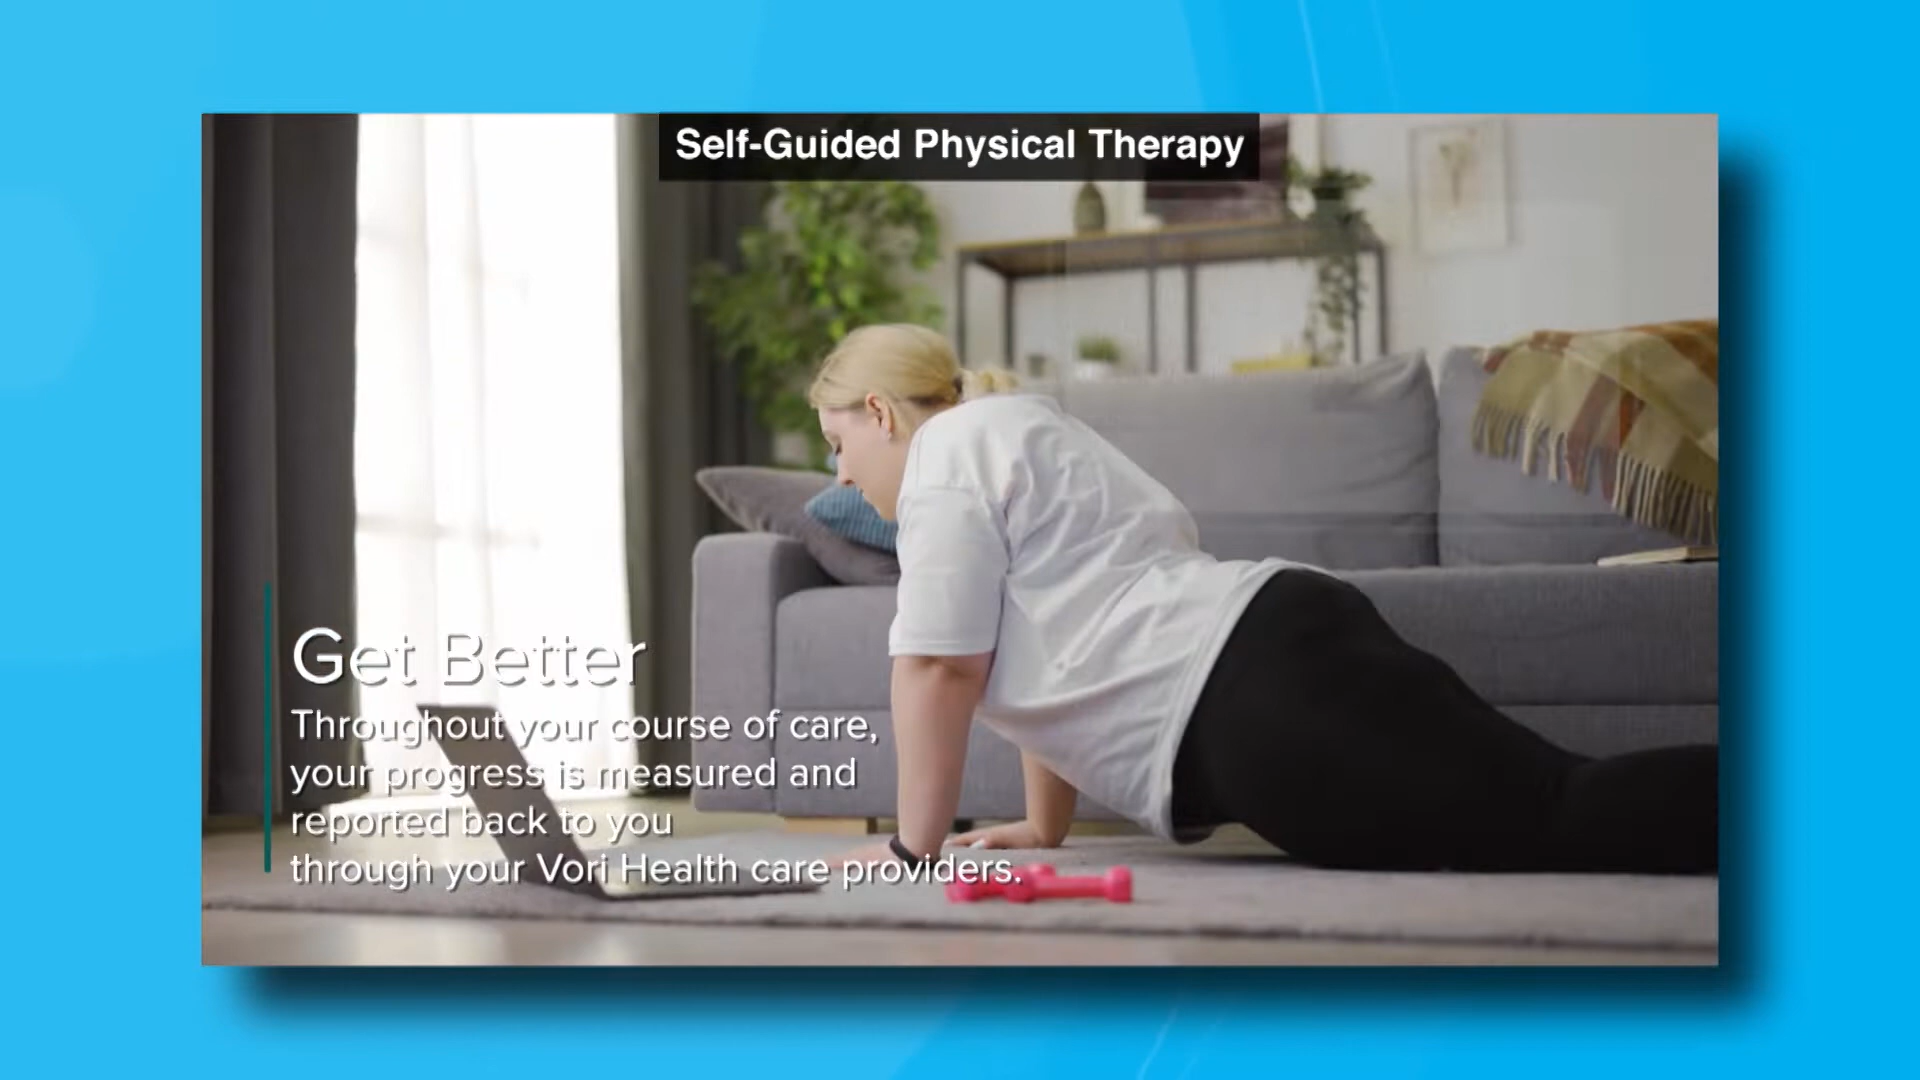 Self-Guided Physical Therapy
Get Better
Throughout your course of care,
your progress is measured and
reported back to you
through your Vori Health care providers.